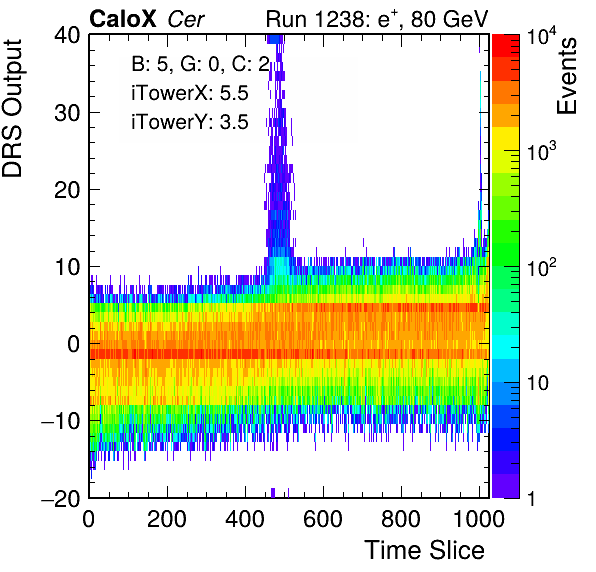 CaloX Cer
Run 1238: e+, 80 GeV
DRS Output
B: 5, G: 0, C: 2
iTowerX: 5.5
iTowerY: 3.5
40
30
20
10
0
−10
−20
0 200 400 600 800 1000
Time Slice
10^4
10^3
10^2
10
1
Events